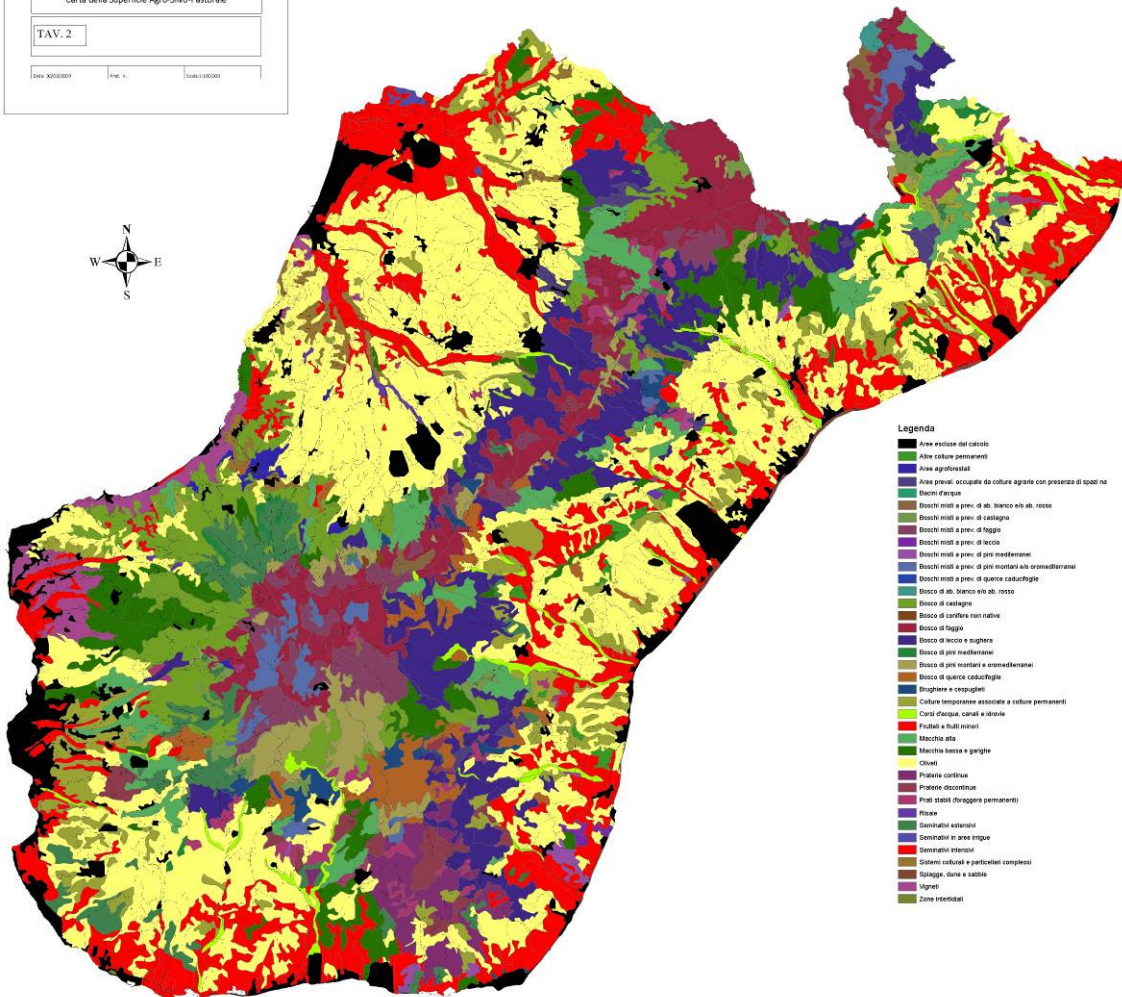 Carta della Superficie Agro-Silvo-Pastorale
TAV. 2
N
W E
S
Legenda
Aree escluse dal calcolo
Altre colture permanenti
Aree agroforestali
Aree preval. occupate da colture agrarie con presenza di spazi na
Bacini d'acqua
Boschi misti a prev. di ab. bianco e/o ab. rosso
Boschi misti a prev. di castagno
Boschi misti a prev. di faggio
Boschi misti a prev. di leccio
Boschi misti a prev. di pini mediterranei
Boschi misti a prev. di pini montani e/o oromediterranei
Boschi misti a prev. di querce caducifoglie
Bosco di ab. bianco e/o ab. rosso
Bosco di castagno
Bosco di conifere non native
Bosco di faggio
Bosco di leccio e sughera
Bosco di pini mediterranei
Bosco di pini montani e oromediterranei
Bosco di querce caducifoglie
Brughiere e cespuglieti
Colture temporanee associate a colture permanenti
Corsi d'acqua, canali e idrovie
Frutteti e frutti minori
Macchia alta
Macchia bassa e garighe
Oliveti
Praterie continue
Praterie discontinue
Prati stabili (foraggere permanenti)
Risaie
Seminativi estensivi
Seminativi in aree irrigue
Seminativi intensivi
Sistemi colturali e particellari complessi
Spiagge, dune e sabbie
Vigneti
Zone intertidiali